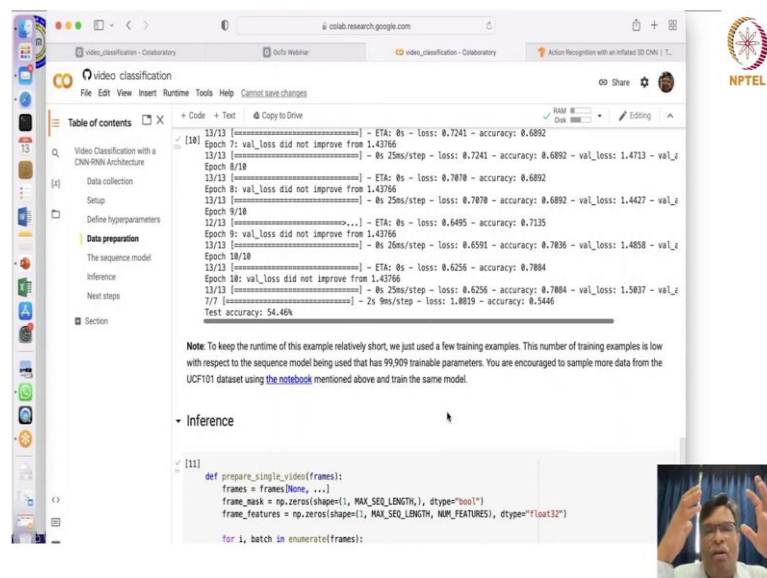 colab.research.google.com
video_classification - Colaboratory
GoTo Webinar
video_classification - Colaboratory
Action Recognition with an Inflated 3D CNN | T...
NPTEL
CO
video classification
Share
File Edit View Insert Runtime Tools Help Cannot save changes
Table of contents
+ Code + Text Copy to Drive
RAM
Disk
Editing
Video Classification with a
CNN-RNN Architecture
Data collection
Setup
Define hyperparameters
Data preparation
The sequence model
Inference
Next steps
Section
13
{x}
<>
[10]
13/13 [==============================] - ETA: 0s - loss: 0.7241 - accuracy: 0.6892
Epoch 7: val_loss did not improve from 1.43766
13/13 [==============================] - 0s 25ms/step - loss: 0.7241 - accuracy: 0.6892 - val_loss: 1.4713 - val_a
Epoch 8/10
13/13 [==============================] - ETA: 0s - loss: 0.7070 - accuracy: 0.6892
Epoch 8: val_loss did not improve from 1.43766
13/13 [==============================] - 0s 25ms/step - loss: 0.7070 - accuracy: 0.6892 - val_loss: 1.4427 - val_a
Epoch 9/10
12/13 [==========================>...] - ETA: 0s - loss: 0.6495 - accuracy: 0.7135
Epoch 9: val_loss did not improve from 1.43766
13/13 [==============================] - 0s 26ms/step - loss: 0.6591 - accuracy: 0.7036 - val_loss: 1.4858 - val_a
Epoch 10/10
13/13 [==============================] - ETA: 0s - loss: 0.6256 - accuracy: 0.7084
Epoch 10: val_loss did not improve from 1.43766
13/13 [==============================] - 0s 25ms/step - loss: 0.6256 - accuracy: 0.7084 - val_loss: 1.5037 - val_a
7/7 [==============================] - 2s 9ms/step - loss: 1.0819 - accuracy: 0.5446
Test accuracy: 54.46%
Note: To keep the runtime of this example relatively short, we just used a few training examples. This number of training examples is low
with respect to the sequence model being used that has 99,909 trainable parameters. You are encouraged to sample more data from the
UCF101 dataset using the notebook mentioned above and train the same model.
Inference
[11]
def prepare_single_video(frames):
frames = frames[None, ...]
frame_mask = np.zeros(shape=(1, MAX_SEQ_LENGTH,), dtype="bool")
frame_features = np.zeros(shape=(1, MAX_SEQ_LENGTH, NUM_FEATURES), dtype="float32")
for i, batch in enumerate(frames):